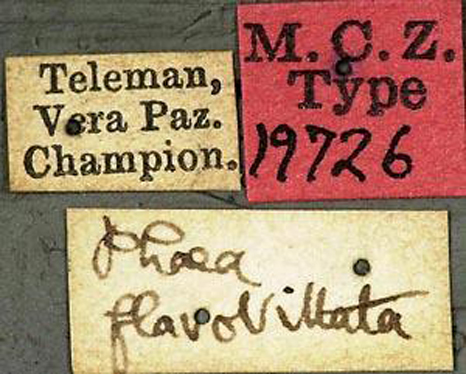 Teleman,
Vera Paz.
Champion.
M. C. Z.
Type
19726
Phaea
flavovittata